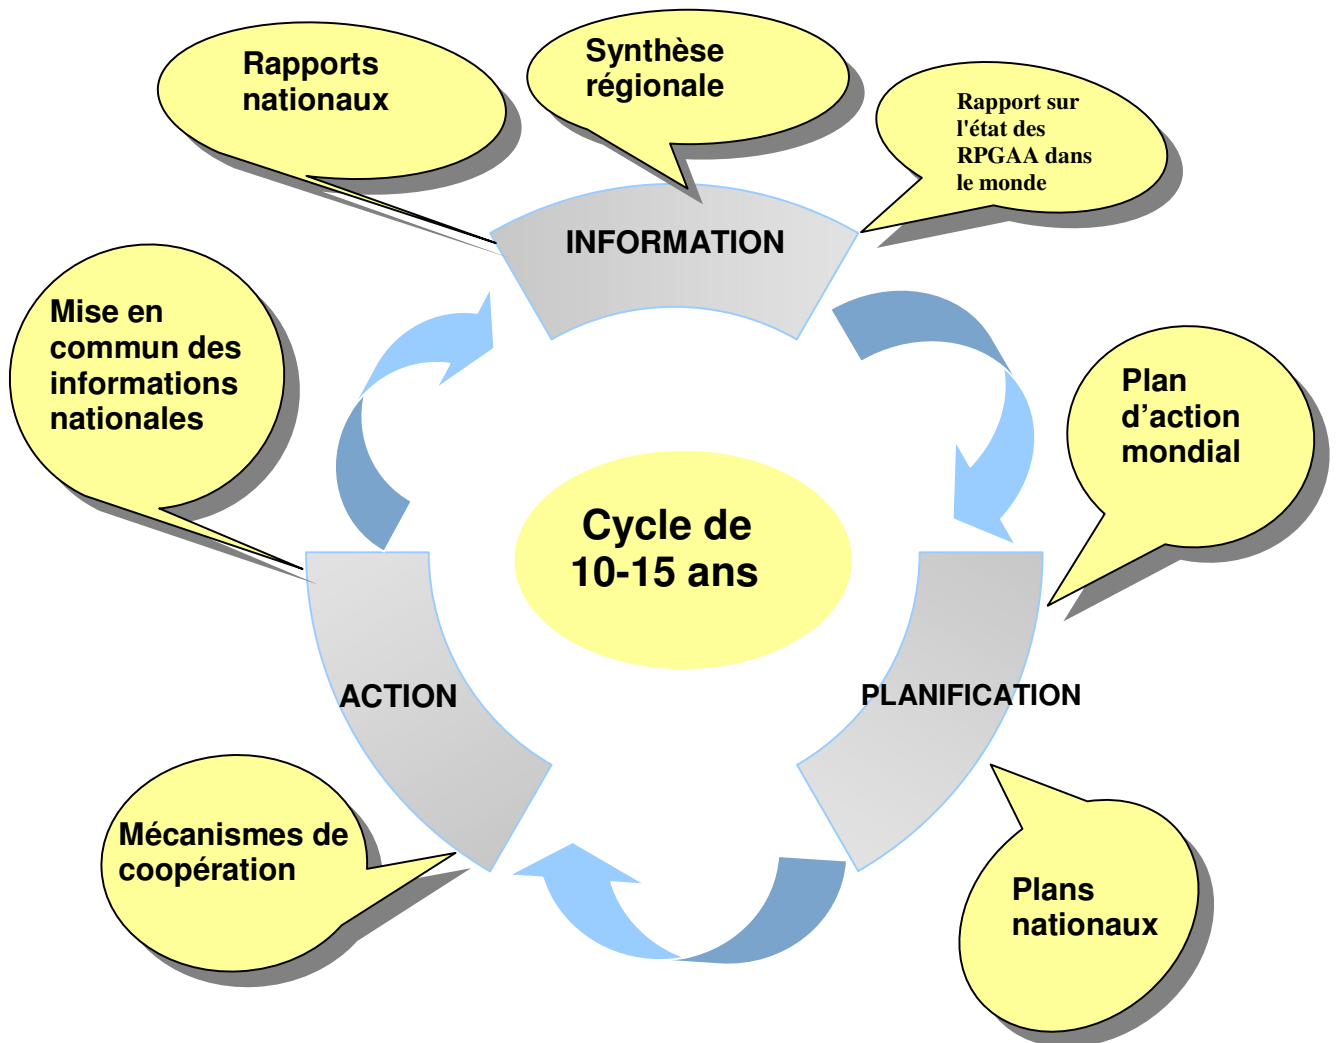 Rapports
nationaux
Synthèse
régionale
Rapport sur
l'état des
RPGAA dans
le monde
INFORMATION
Mise en
commun des
informations
nationales
Plan
d’action
mondial
Cycle de
10-15 ans
ACTION
PLANIFICATION
Mécanismes de
coopération
Plans
nationaux